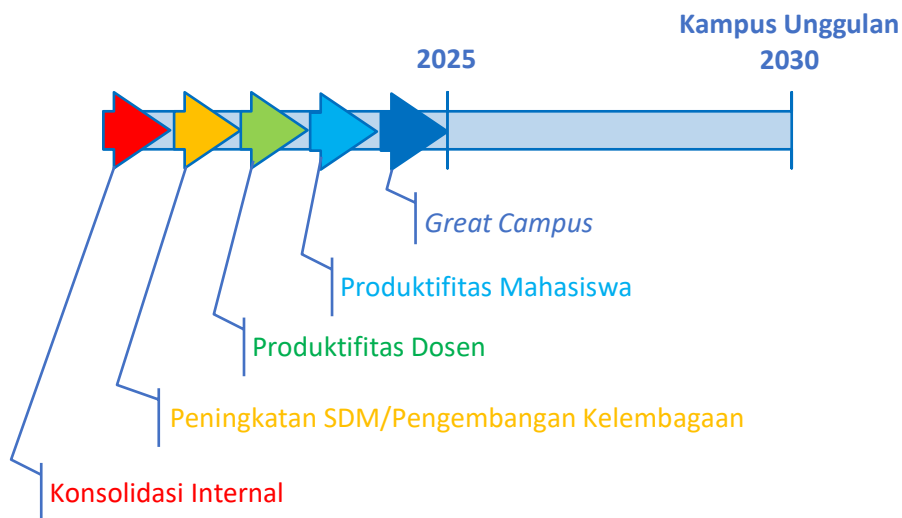 Kampus Unggulan
2025
2030
Great Campus
Produktifitas Mahasiswa
Produktifitas Dosen
Peningkatan SDM/Pengembangan Kelembagaan
Konsolidasi Internal